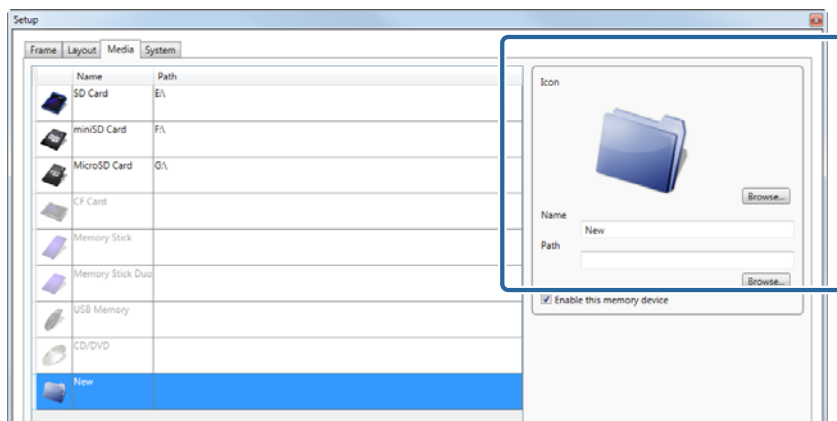 Setup
Frame Layout Media System
Name Path
SD Card E:\
miniSD Card F:\
MicroSD Card G:\
CF Card
Memory Stick
Memory Stick Duo
USB Memory
CD/DVD
New
Icon
Browse...
Name
New
Path
Browse...
Enable this memory device